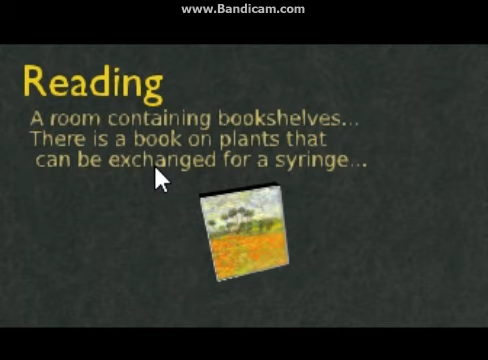 www.Bandicam.com
Reading
A room containing bookshelves...
There is a book on plants that
can be exchanged for a syringe...